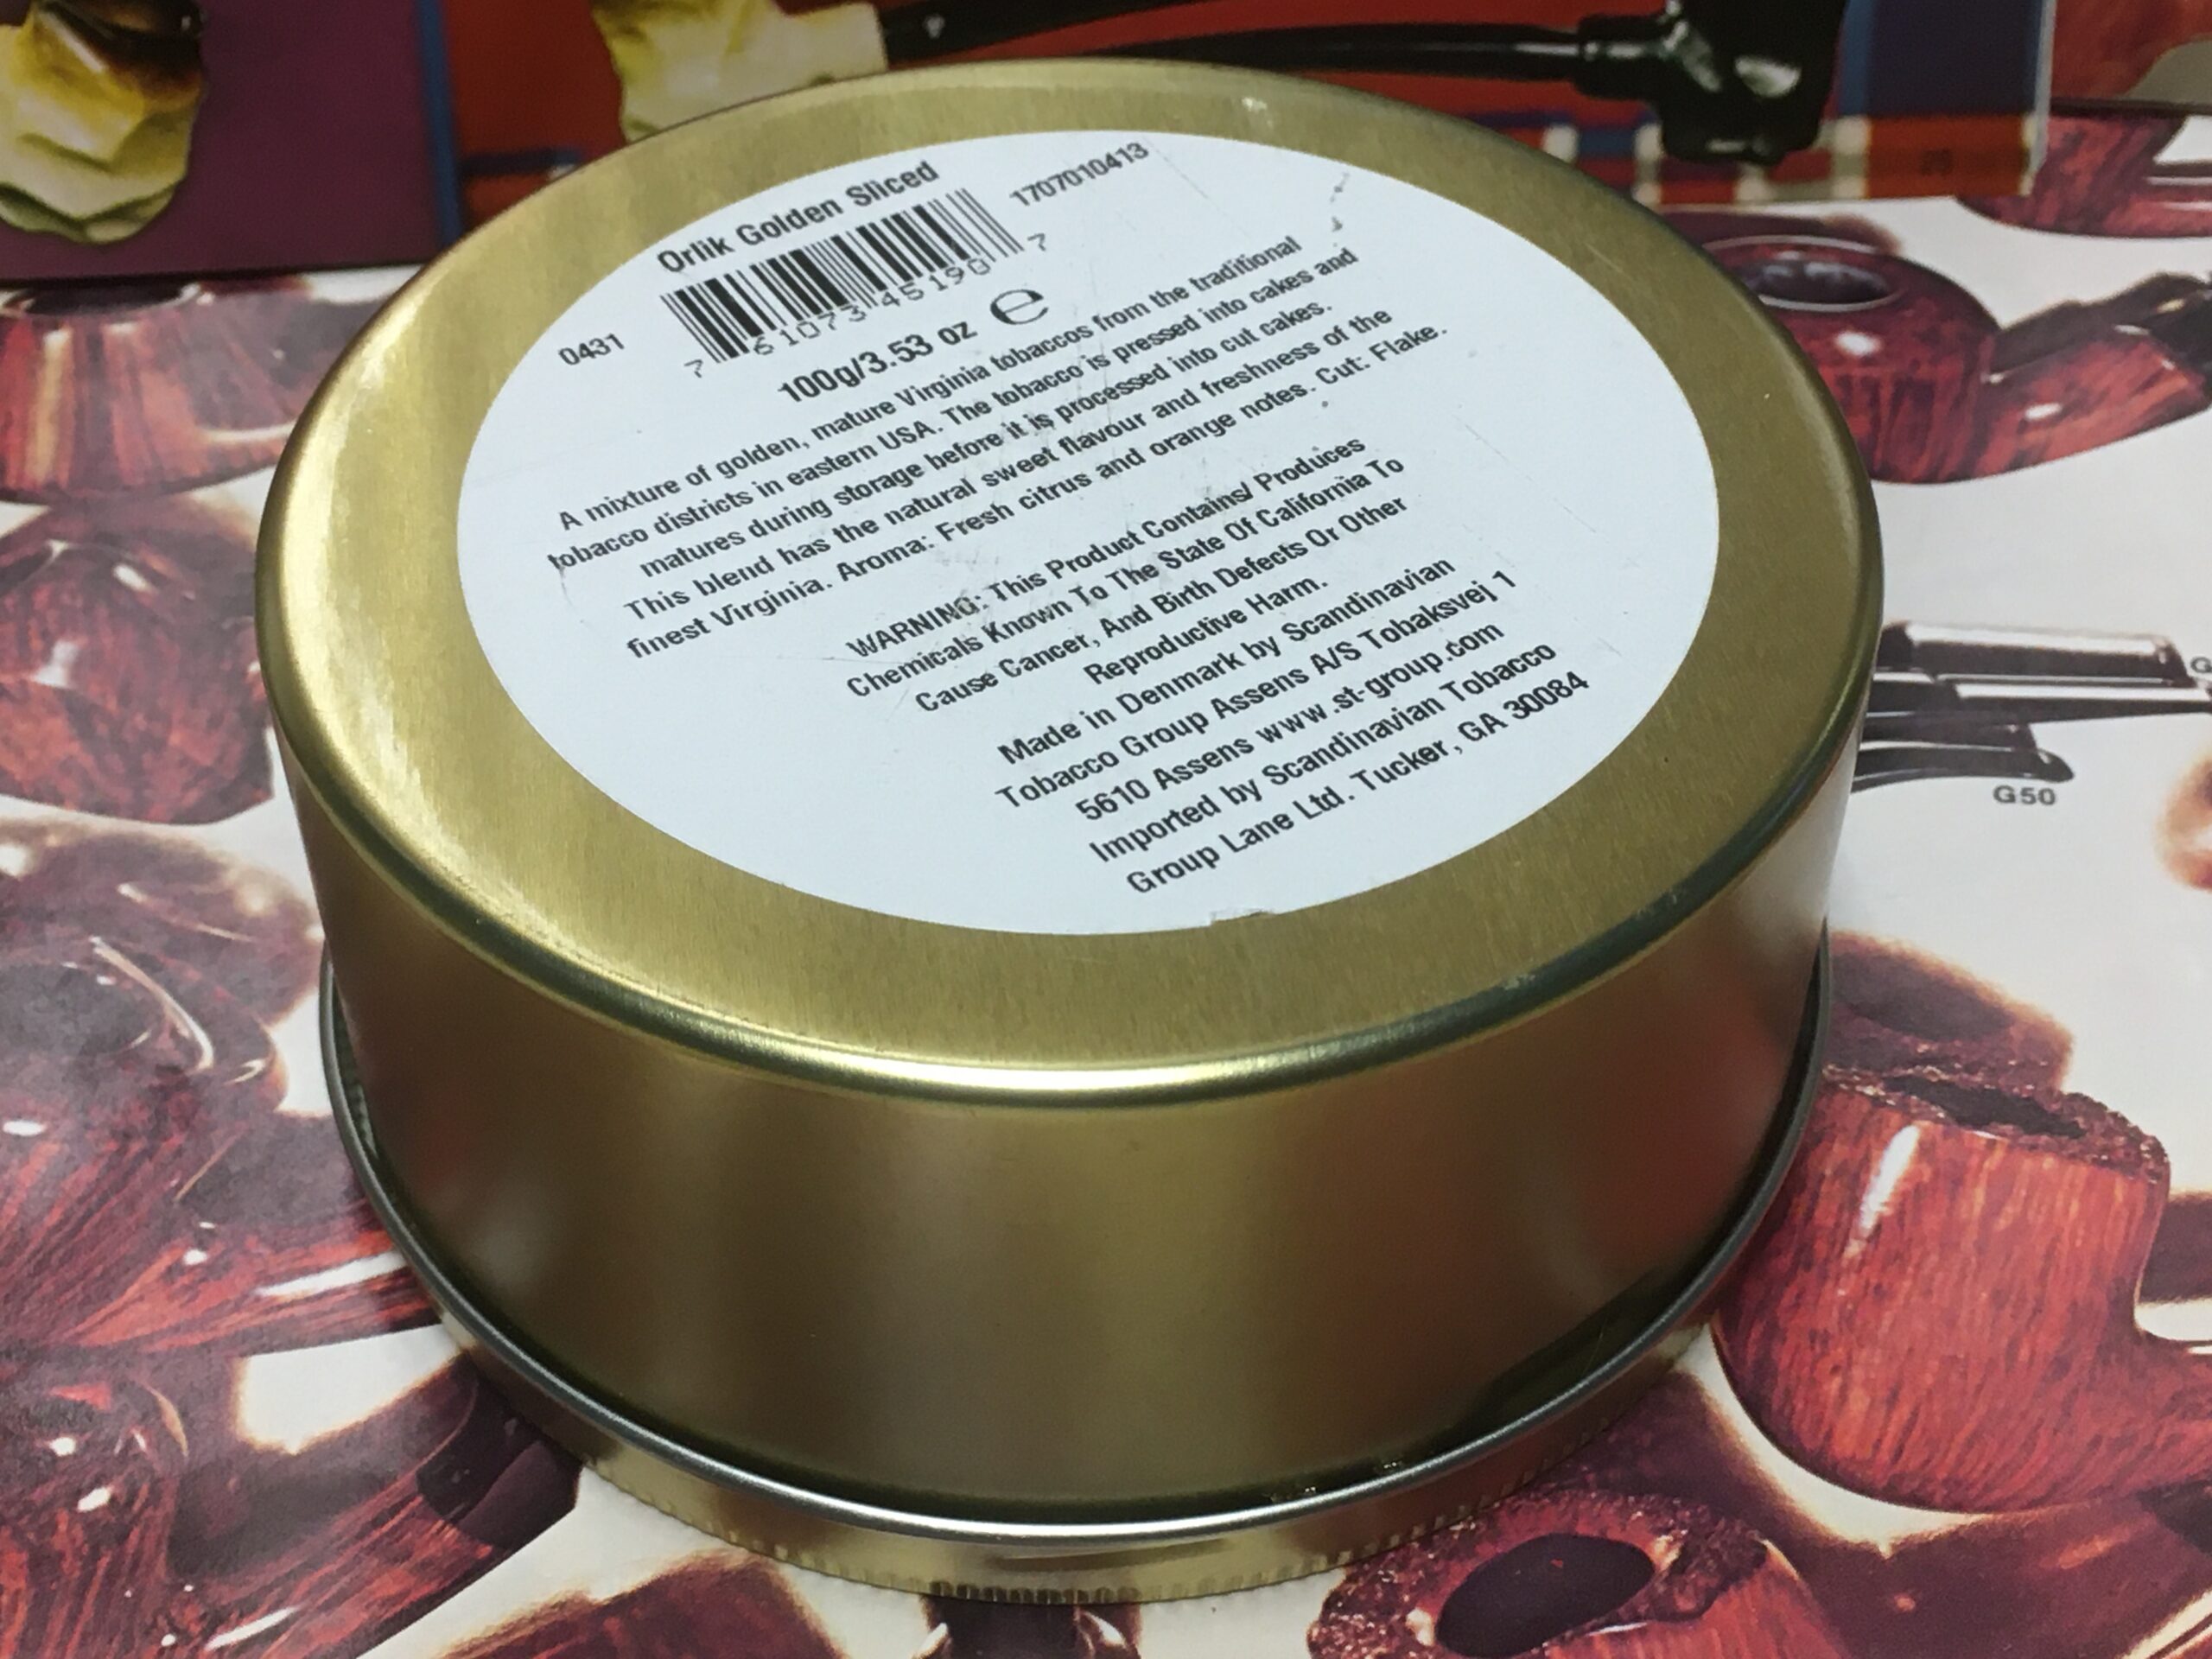 Orlik Golden Sliced
1707010413
0431
7 61073 45190 7
100g/3.53 oz ℮
A mixture of golden, mature Virginia tobaccos from the traditional
tobacco districts in eastern USA. The tobacco is pressed into cakes and
matures during storage before it is processed into cut cakes.
This blend has the natural sweet flavour and freshness of the
finest Virginia. Aroma: Fresh citrus and orange notes. Cut: Flake.
WARNING: This Product Contains/ Produces
Chemicals Known To The State Of California To
Cause Cancer, And Birth Defects Or Other
Reproductive Harm.
Made in Denmark by Scandinavian
Tobacco Group Assens A/S Tobaksvej 1
5610 Assens www.st-group.com
Imported by Scandinavian Tobacco
Group Lane Ltd. Tucker, GA 30084
G50